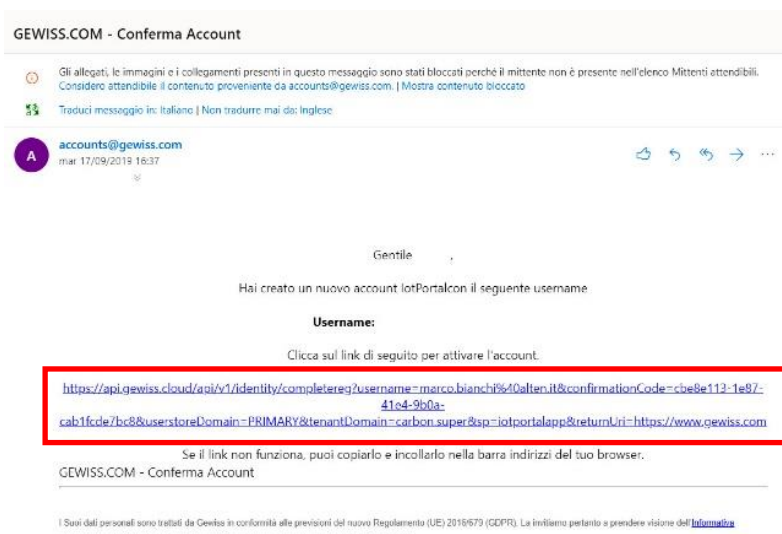 GEWISS.COM - Conferma Account
Gli allegati, le immagini e i collegamenti presenti in questo messaggio sono stati bloccati perché il mittente non è presente nell'elenco Mittenti attendibili.
Considero attendibile il contenuto proveniente da accounts@gewiss.com. | Mostra contenuto bloccato
Traduci messaggio in: Italiano | Non tradurre mai da: Inglese
A
accounts@gewiss.com
mar 17/09/2019 16:37
Gentile ,
Hai creato un nuovo account IotPortalcon il seguente username
Username:
Clicca sul link di seguito per attivare l'account.
https://api.gewiss.cloud/api/v1/identity/completereg?username=marco.bianchi%40alten.it&confirmationCode=cbe8e113-1e87-
41e4-9b0a-
cab1fcde7bc8&userstoreDomain=PRIMARY&tenantDomain=carbon.super&sp=iotportalapp&returnUri=https://www.gewiss.com
Se il link non funziona, puoi copiarlo e incollarlo nella barra indirizzi del tuo browser.
GEWISS.COM - Conferma Account
I Suoi dati personali sono trattati da Gewiss in conformità alle previsioni del nuovo Regolamento (UE) 2016/679 (GDPR). La invitiamo pertanto a prendere visione dell'Informativa